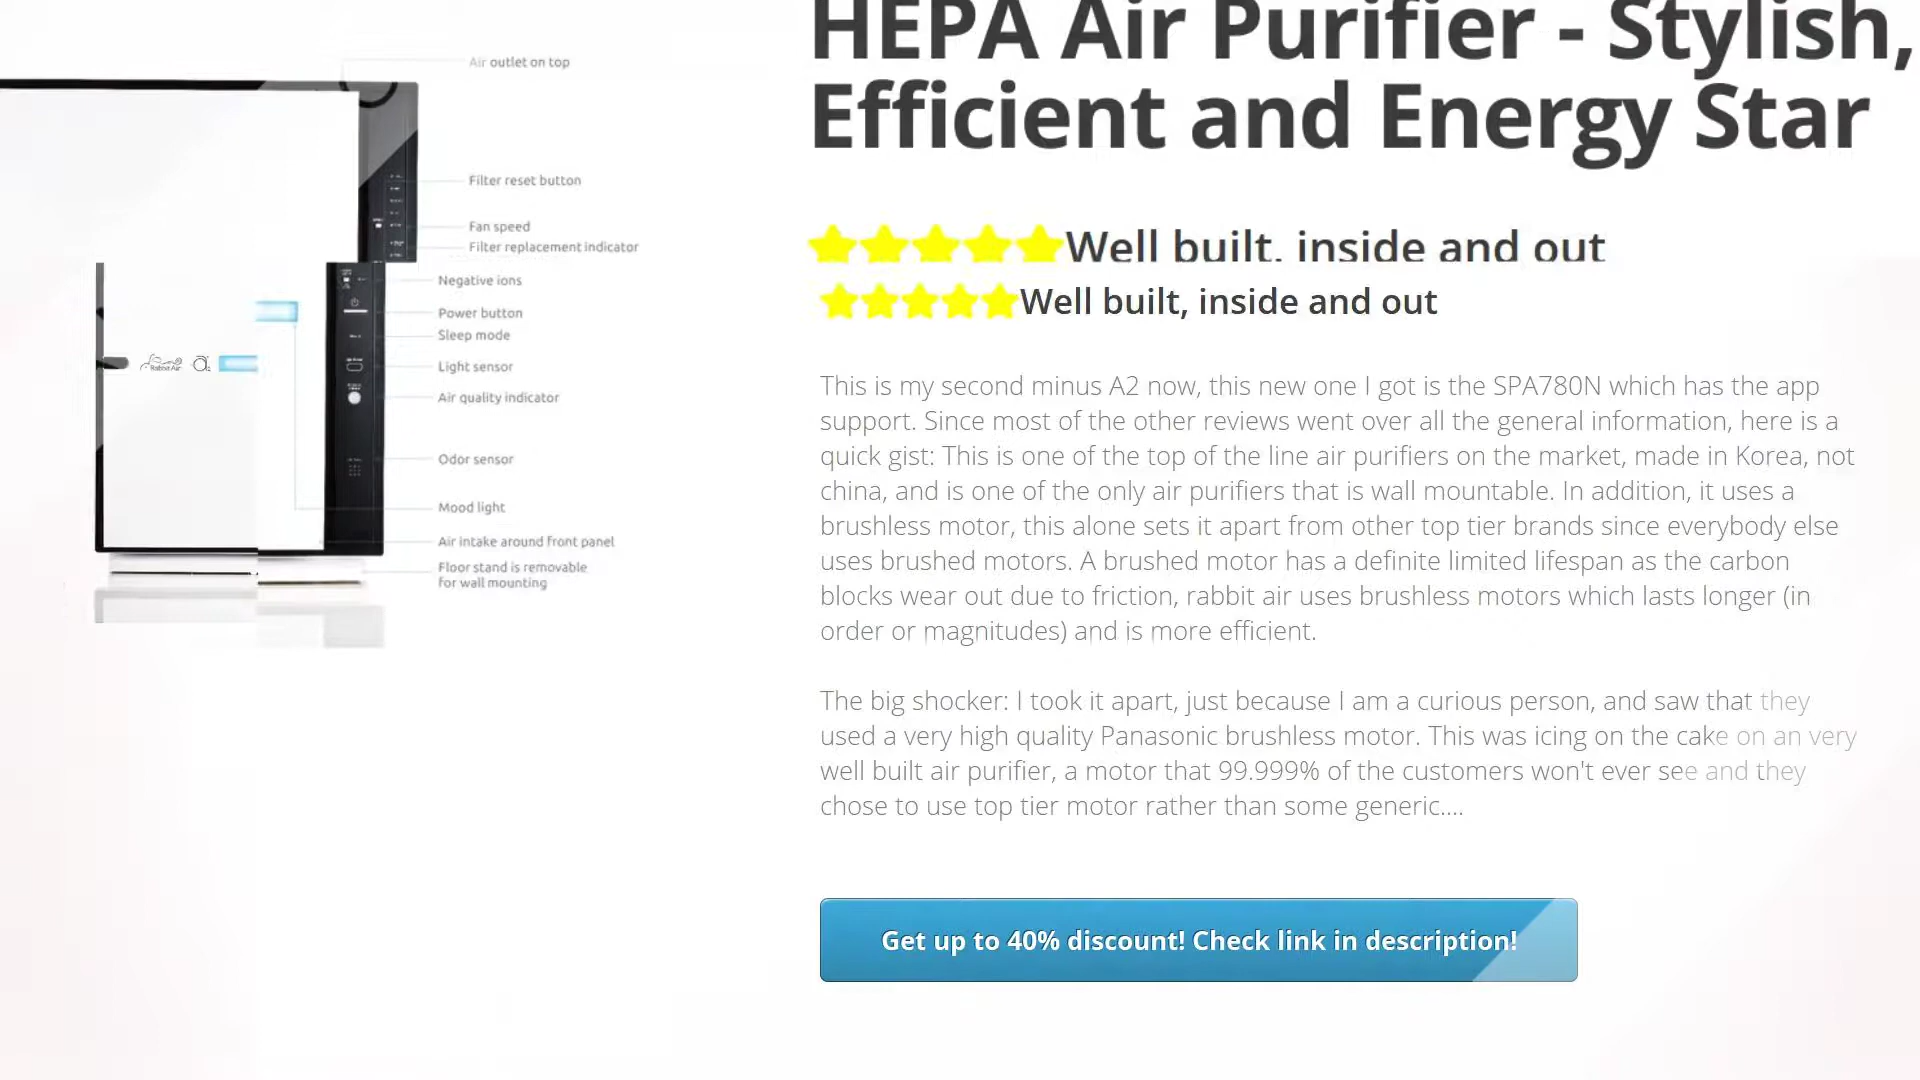 HEPA Air Purifier - Stylish,
Efficient and Energy Star
Well built, inside and out
Well built, inside and out
This is my second minus A2 now, this new one I got is the SPA780N which has the app
support. Since most of the other reviews went over all the general information, here is a
quick gist: This is one of the top of the line air purifiers on the market, made in Korea, not
china, and is one of the only air purifiers that is wall mountable. In addition, it uses a
brushless motor, this alone sets it apart from other top tier brands since everybody else
uses brushed motors. A brushed motor has a definite limited lifespan as the carbon
blocks wear out due to friction, rabbit air uses brushless motors which lasts longer (in
order or magnitudes) and is more efficient.
The big shocker: I took it apart, just because I am a curious person, and saw that they
used a very high quality Panasonic brushless motor. This was icing on the cake on an very
well built air purifier, a motor that 99.999% of the customers won't ever see and they
chose to use top tier motor rather than some generic....
Get up to 40% discount! Check link in description!
Air outlet on top
Filter reset button
Fan speed
Filter replacement indicator
Negative ions
Power button
Sleep mode
Light sensor
Air quality indicator
Odor sensor
Mood light
Air intake around front panel
Floor stand is removable
for wall mounting
Rabbit Air